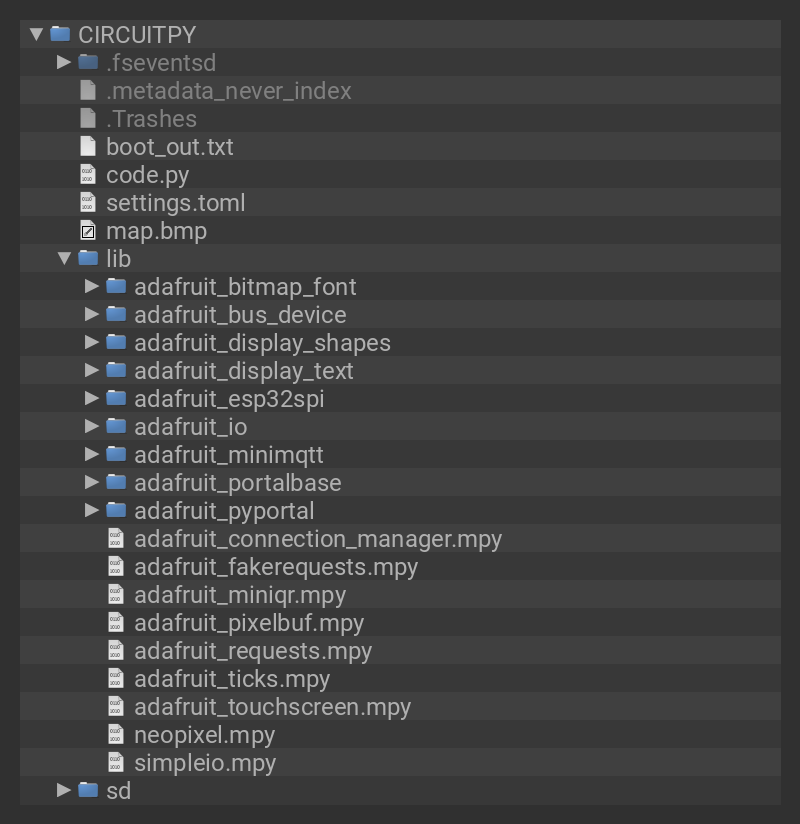 CIRCUITPY
.fseventsd
.metadata_never_index
.Trashes
boot_out.txt
code.py
settings.toml
map.bmp
lib
adafruit_bitmap_font
adafruit_bus_device
adafruit_display_shapes
adafruit_display_text
adafruit_esp32spi
adafruit_io
adafruit_minimqtt
adafruit_portalbase
adafruit_pyportal
adafruit_connection_manager.mpy
adafruit_fakerequests.mpy
adafruit_miniqr.mpy
adafruit_pixelbuf.mpy
adafruit_requests.mpy
adafruit_ticks.mpy
adafruit_touchscreen.mpy
neopixel.mpy
simpleio.mpy
sd